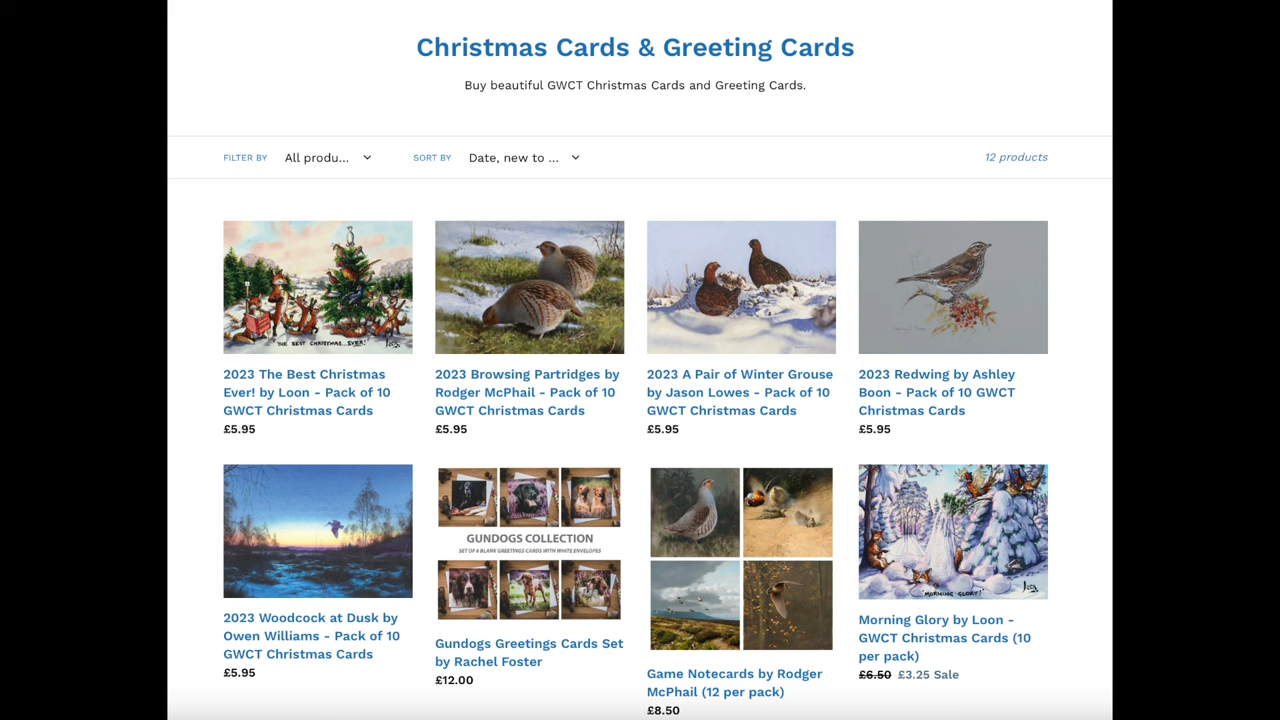 Christmas Cards & Greeting Cards
Buy beautiful GWCT Christmas Cards and Greeting Cards.
FILTER BY All produ... SORT BY Date, new to ... 12 products
"THE BEST CHRISTMAS...EVER!" Loon
2023 The Best Christmas
Ever! by Loon - Pack of 10
GWCT Christmas Cards
£5.95
2023 Browsing Partridges by
Rodger McPhail - Pack of 10
GWCT Christmas Cards
£5.95
2023 A Pair of Winter Grouse
by Jason Lowes - Pack of 10
GWCT Christmas Cards
£5.95
2023 Redwing by Ashley
Boon - Pack of 10 GWCT
Christmas Cards
£5.95
2023 Woodcock at Dusk by
Owen Williams - Pack of 10
GWCT Christmas Cards
£5.95
GUNDOGS COLLECTION
SET OF 6 BLANK GREETINGS CARDS WITH WHITE ENVELOPES
Gundogs Greetings Cards Set
by Rachel Foster
£12.00
Game Notecards by Rodger
McPhail (12 per pack)
£8.50
"MORNING GLORY!" Loon
Morning Glory by Loon -
GWCT Christmas Cards (10
per pack)
£6.50 £3.25 Sale